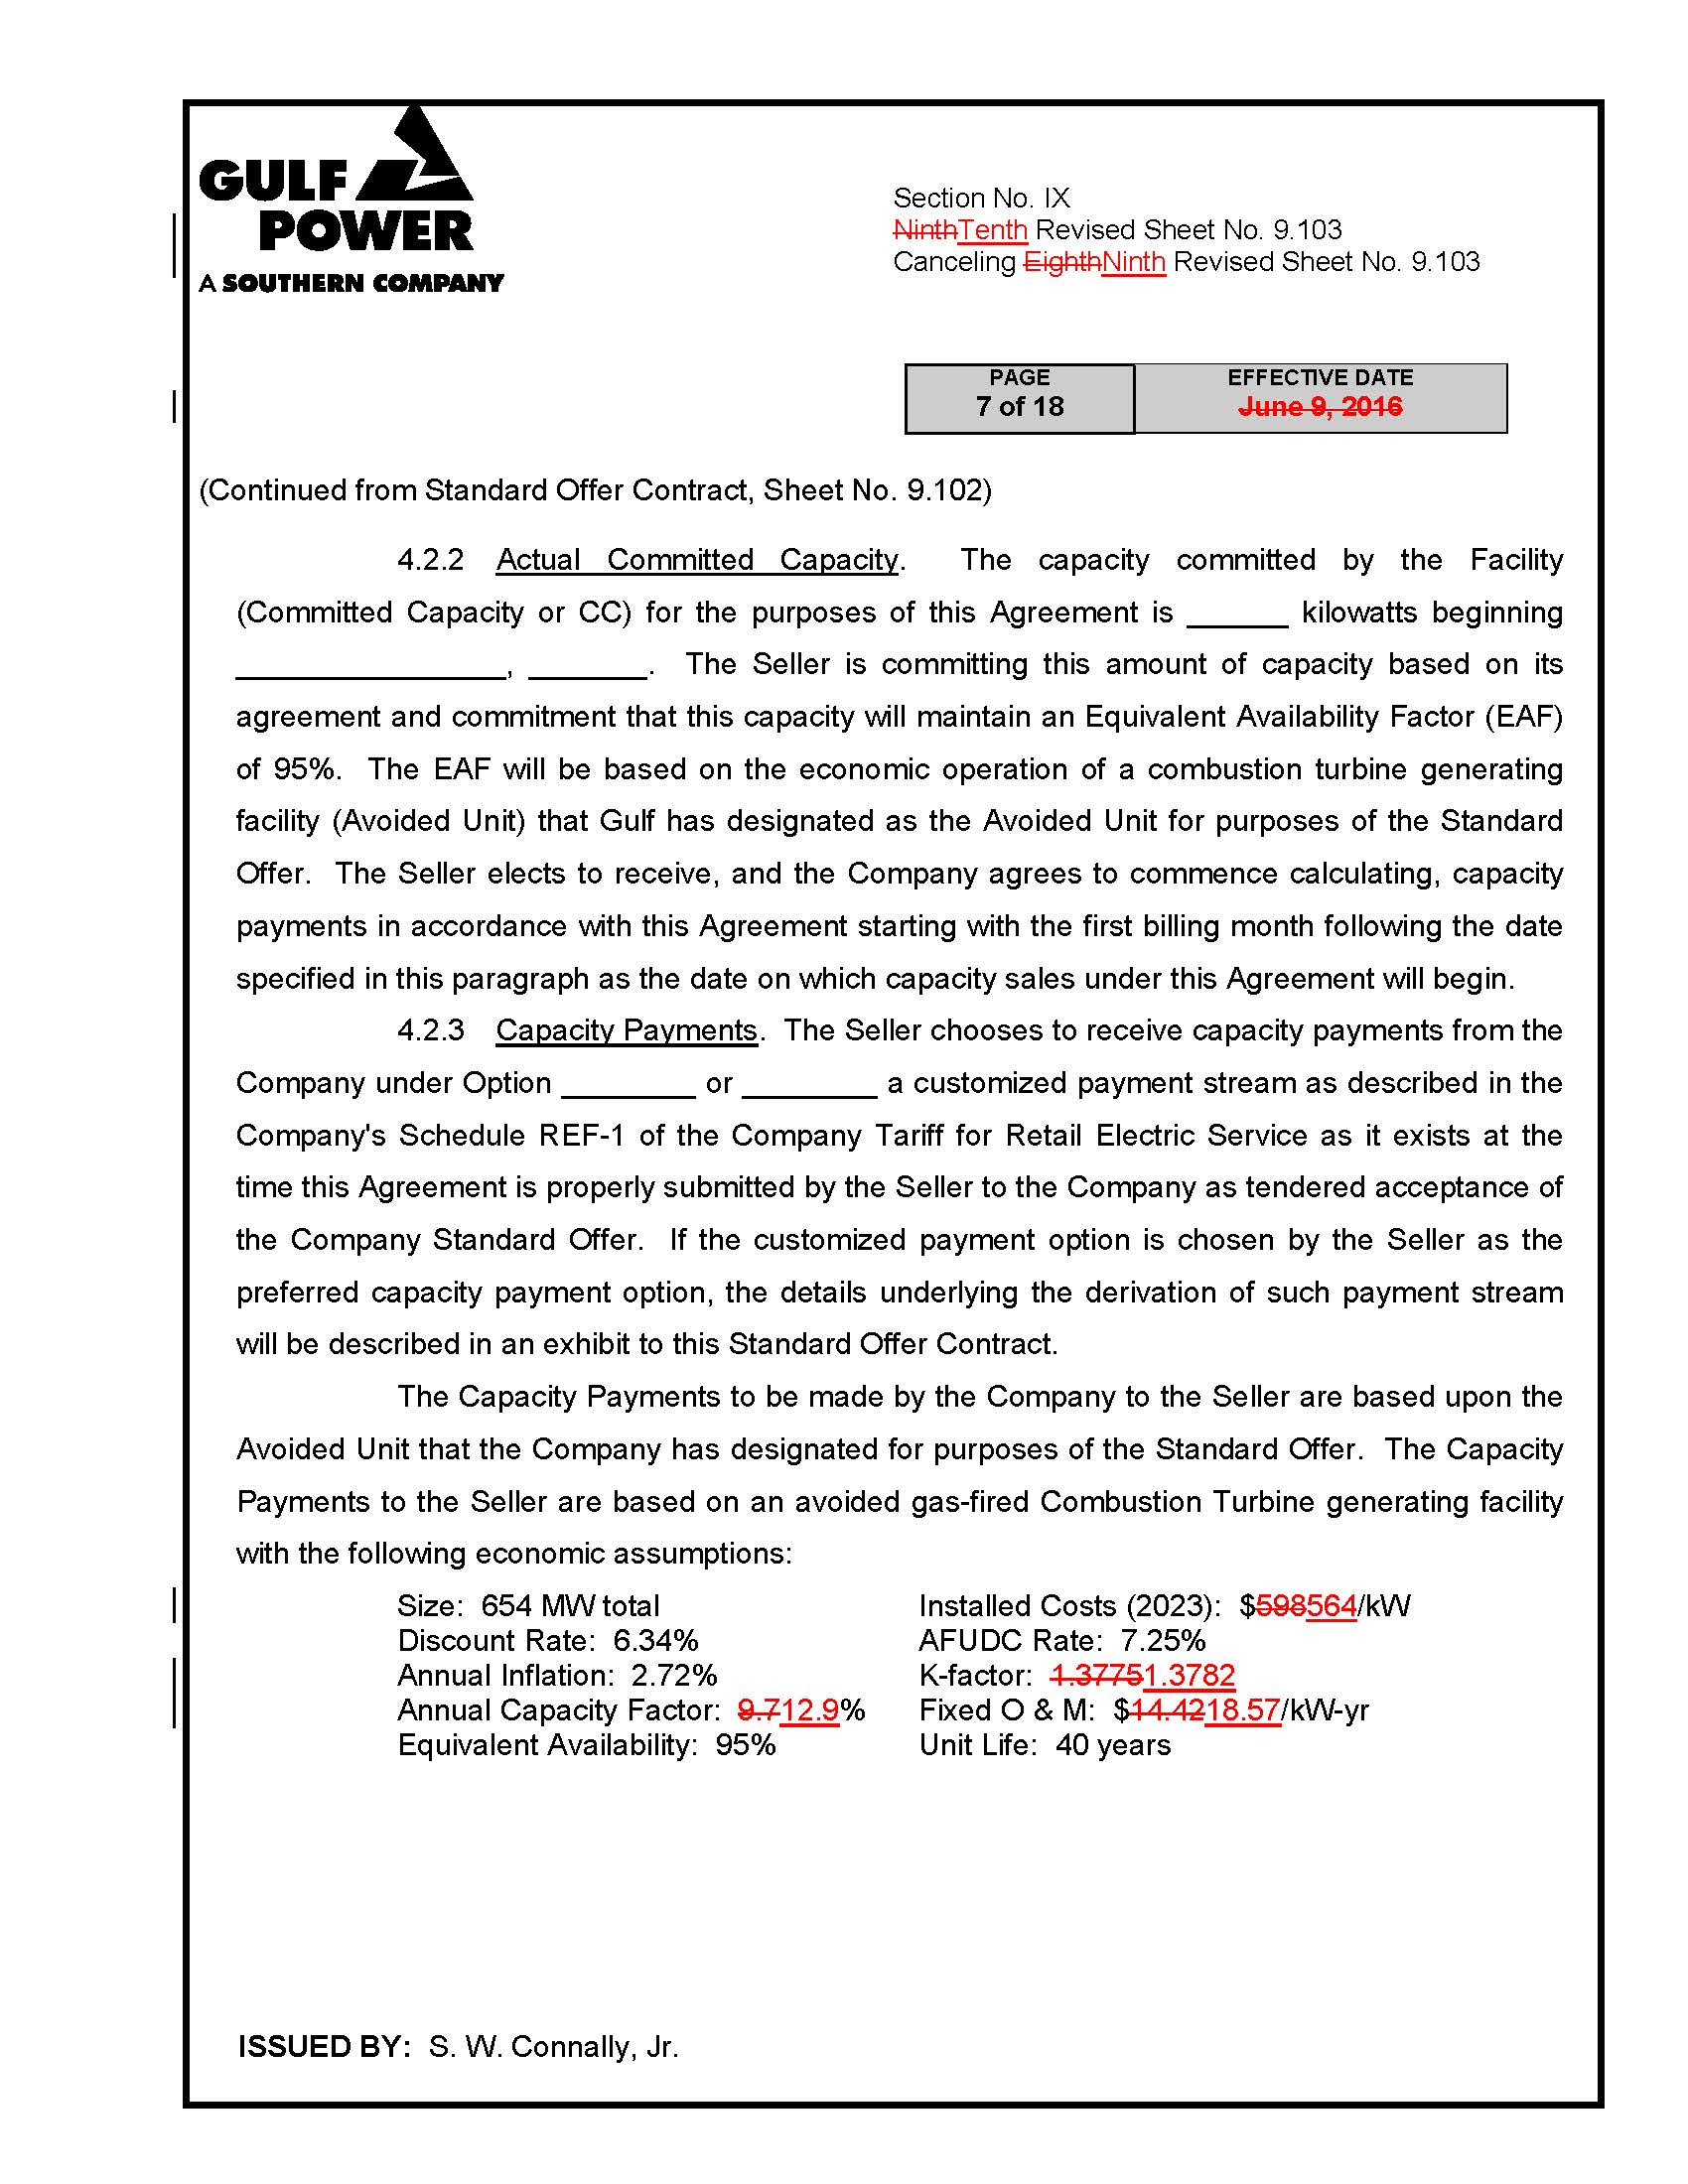 GULF
POWER
A SOUTHERN COMPANY
Section No. IX
NinthTenth Revised Sheet No. 9.103
Canceling EighthNinth Revised Sheet No. 9.103
PAGE
7 of 18
EFFECTIVE DATE
June 9, 2016
(Continued from Standard Offer Contract, Sheet No. 9.102)
4.2.2 Actual Committed Capacity. The capacity committed by the Facility
(Committed Capacity or CC) for the purposes of this Agreement is ______ kilowatts beginning
________________, _______. The Seller is committing this amount of capacity based on its
agreement and commitment that this capacity will maintain an Equivalent Availability Factor (EAF)
of 95%. The EAF will be based on the economic operation of a combustion turbine generating
facility (Avoided Unit) that Gulf has designated as the Avoided Unit for purposes of the Standard
Offer. The Seller elects to receive, and the Company agrees to commence calculating, capacity
payments in accordance with this Agreement starting with the first billing month following the date
specified in this paragraph as the date on which capacity sales under this Agreement will begin.
4.2.3 Capacity Payments. The Seller chooses to receive capacity payments from the
Company under Option ________ or ________ a customized payment stream as described in the
Company's Schedule REF-1 of the Company Tariff for Retail Electric Service as it exists at the
time this Agreement is properly submitted by the Seller to the Company as tendered acceptance of
the Company Standard Offer. If the customized payment option is chosen by the Seller as the
preferred capacity payment option, the details underlying the derivation of such payment stream
will be described in an exhibit to this Standard Offer Contract.
The Capacity Payments to be made by the Company to the Seller are based upon the
Avoided Unit that the Company has designated for purposes of the Standard Offer. The Capacity
Payments to the Seller are based on an avoided gas-fired Combustion Turbine generating facility
with the following economic assumptions:
Size: 654 MW total Installed Costs (2023): $598564/kW
Discount Rate: 6.34% AFUDC Rate: 7.25%
Annual Inflation: 2.72% K-factor: 1.37751.3782
Annual Capacity Factor: 9.712.9% Fixed O & M: $14.4218.57/kW-yr
Equivalent Availability: 95% Unit Life: 40 years
ISSUED BY: S. W. Connally, Jr.